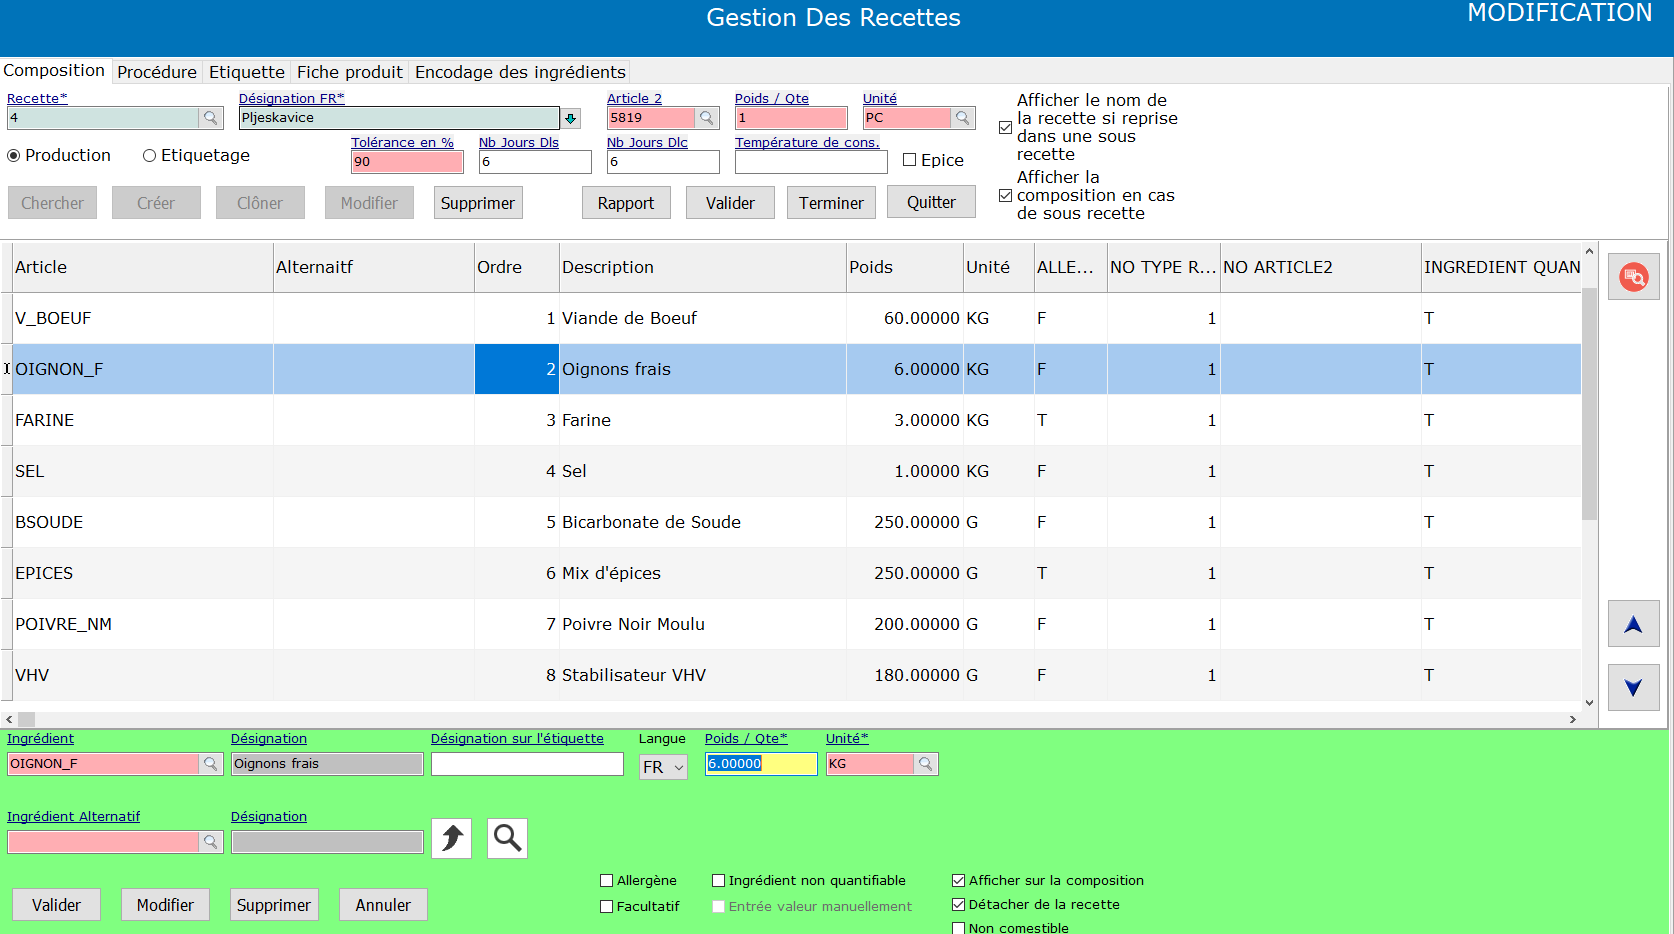 Gestion Des Recettes
MODIFICATION
Composition Procédure Etiquette Fiche produit Encodage des ingrédients
Recette* Désignation FR* Article 2 Poids / Qte Unité
4 Pljeskavice 5819 1 PC
Afficher le nom de
la recette si reprise
dans une sous
recette
Tolérance en % Nb Jours Dls Nb Jours Dlc Température de cons.
Production Etiquetage 90 6 6 Epice
Afficher la
composition en cas
de sous recette
Chercher Créer Clôner Modifier Supprimer Rapport Valider Terminer Quitter
Article Alternaitf Ordre Description Poids Unité ALLE... NO TYPE R... NO ARTICLE2 INGREDIENT QUAN
V_BOEUF 1 Viande de Boeuf 60.00000 KG F 1 T
OIGNON_F 2 Oignons frais 6.00000 KG F 1 T
FARINE 3 Farine 3.00000 KG T 1 T
SEL 4 Sel 1.00000 KG F 1 T
BSOUDE 5 Bicarbonate de Soude 250.00000 G F 1 T
EPICES 6 Mix d'épices 250.00000 G T 1 T
POIVRE_NM 7 Poivre Noir Moulu 200.00000 G F 1 T
VHV 8 Stabilisateur VHV 180.00000 G F 1 T
Ingrédient Désignation Désignation sur l'étiquette Langue Poids / Qte* Unité*
OIGNON_F Oignons frais FR 6.00000 KG
Ingrédient Alternatif Désignation
Allergène Ingrédient non quantifiable Afficher sur la composition
Valider Modifier Supprimer Annuler Facultatif Entrée valeur manuellement Détacher de la recette
Non comestible